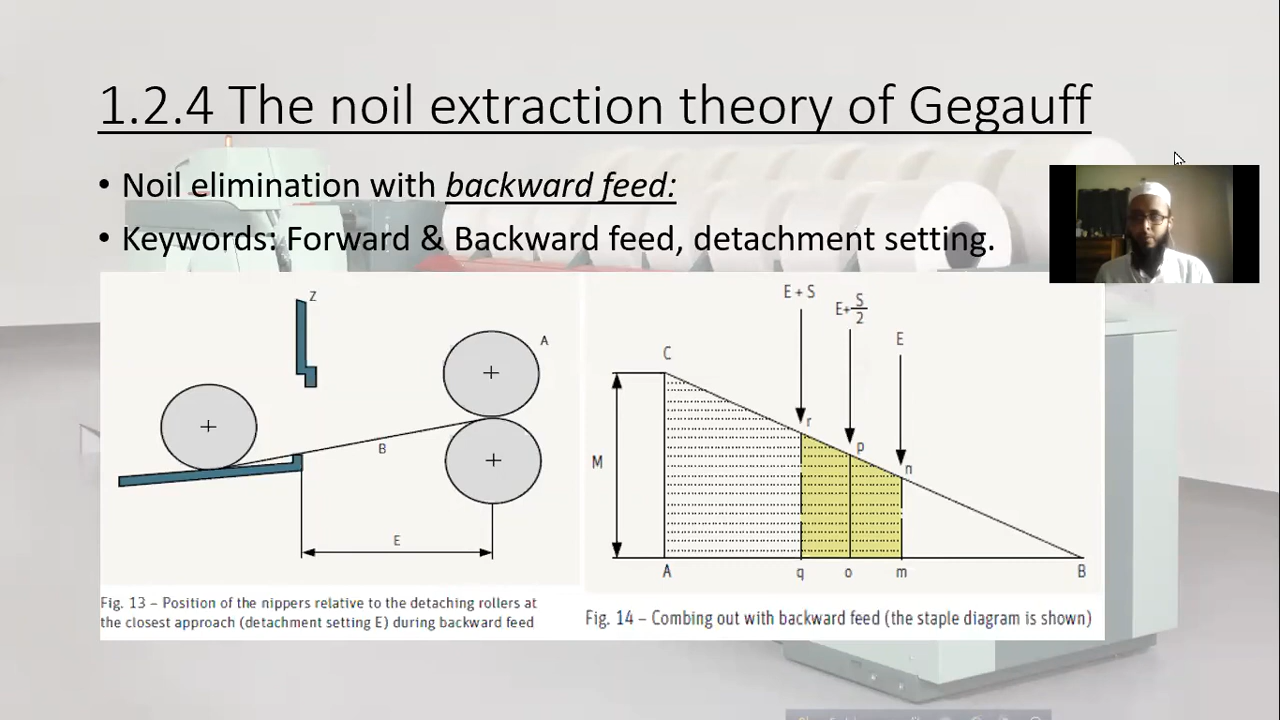 1.2.4 The noil extraction theory of Gegauff
• Noil elimination with backward feed:
• Keywords: Forward & Backward feed, detachment setting.
Z
A
B
E
Fig. 13 – Position of the nippers relative to the detaching rollers at
the closest approach (detachment setting E) during backward feed
E + S
E+ S/2
E
C
r
p
n
M
A
q
o
m
B
Fig. 14 – Combing out with backward feed (the staple diagram is shown)